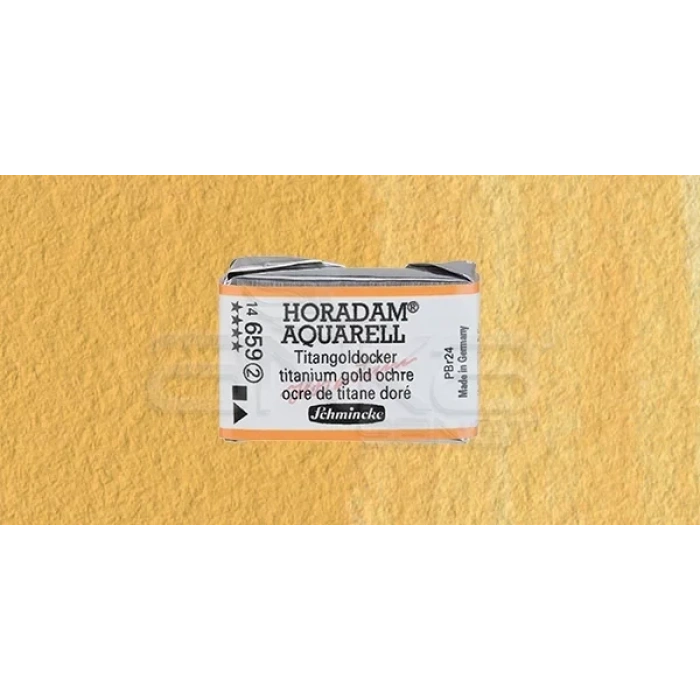 HORADAM®
AQUARELL
Titangoldocker
titanium gold ochre
ocre de titane doré
Schmincke
14 659 2
★★★★
PBr24
Made in Germany